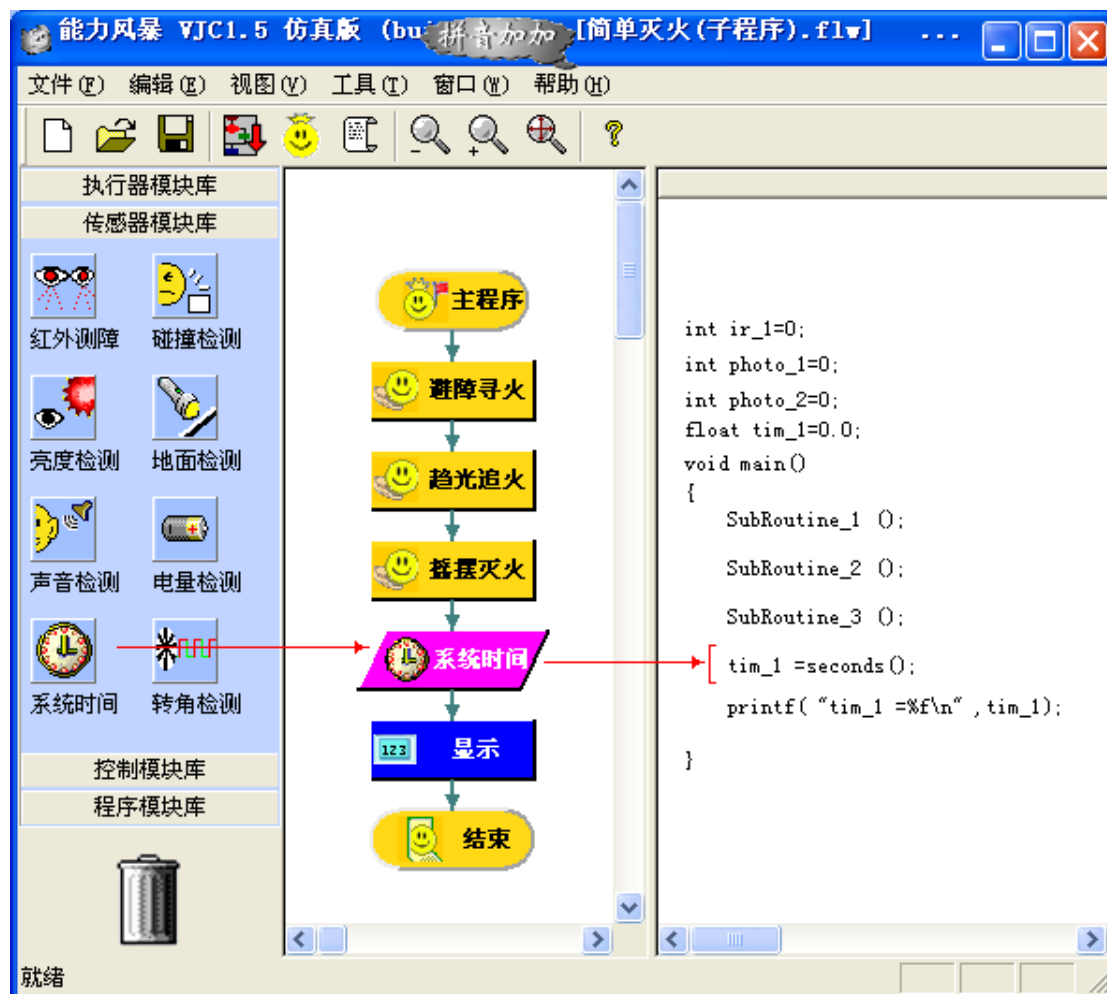 能力风暴 VJC1.5 仿真版 (bu 拼音加加 [简单灭火(子程序).flw] ...
文件(F) 编辑(E) 视图(V) 工具(T) 窗口(W) 帮助(H)
执行器模块库
传感器模块库
红外测障 碰撞检测
亮度检测 地面检测
声音检测 电量检测
系统时间 转角检测
控制模块库
程序模块库
主程序
避障寻火
趋光追火
摇摆灭火
系统时间
123 显示
结束
int ir_1=0;
int photo_1=0;
int photo_2=0;
float tim_1=0.0;
void main()
{
SubRoutine_1 ();
SubRoutine_2 ();
SubRoutine_3 ();
tim_1 =seconds();
printf( "tim_1 =%f\n" ,tim_1);
}
就绪